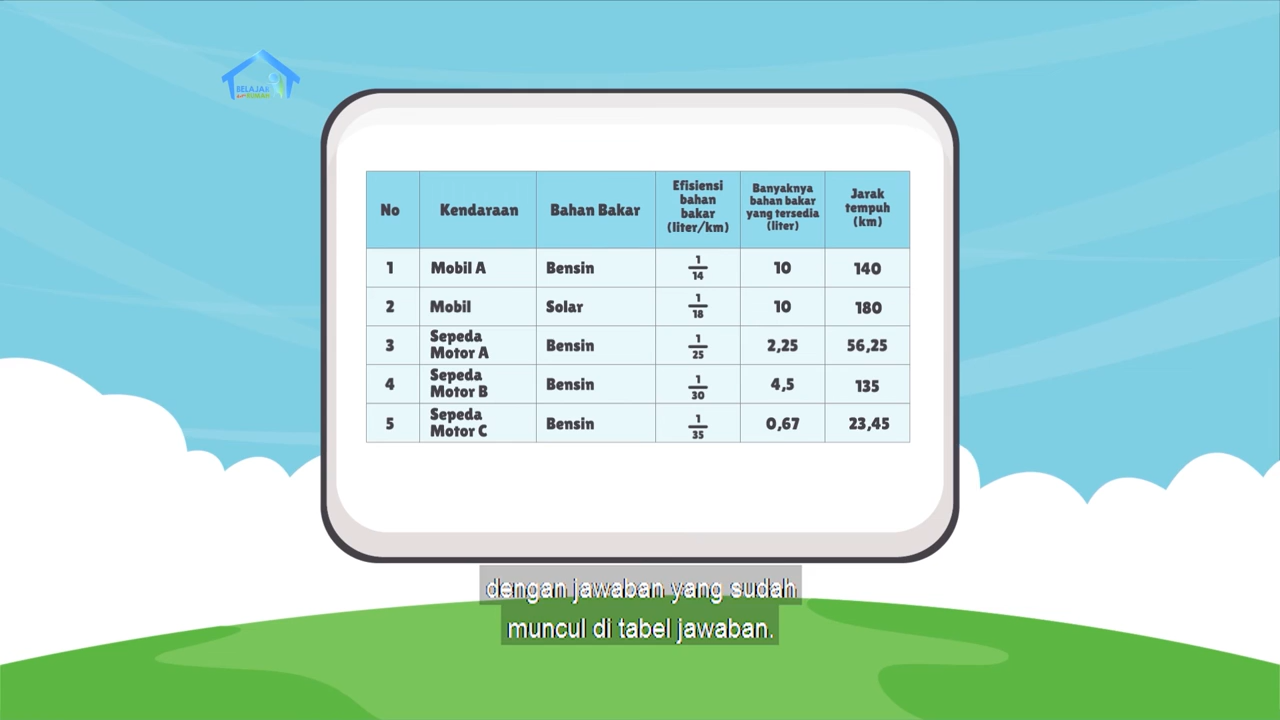 BELAJAR
dari RUMAH
No Kendaraan Bahan Bakar Efisiensi bahan bakar (liter/km) Banyaknya bahan bakar yang tersedia (liter) Jarak tempuh (km)
1 Mobil A Bensin 1/14 10 140
2 Mobil Solar 1/18 10 180
3 Sepeda Motor A Bensin 1/25 2,25 56,25
4 Sepeda Motor B Bensin 1/30 4,5 135
5 Sepeda Motor C Bensin 1/35 0,67 23,45
dengan jawaban yang sudah
muncul di tabel jawaban.